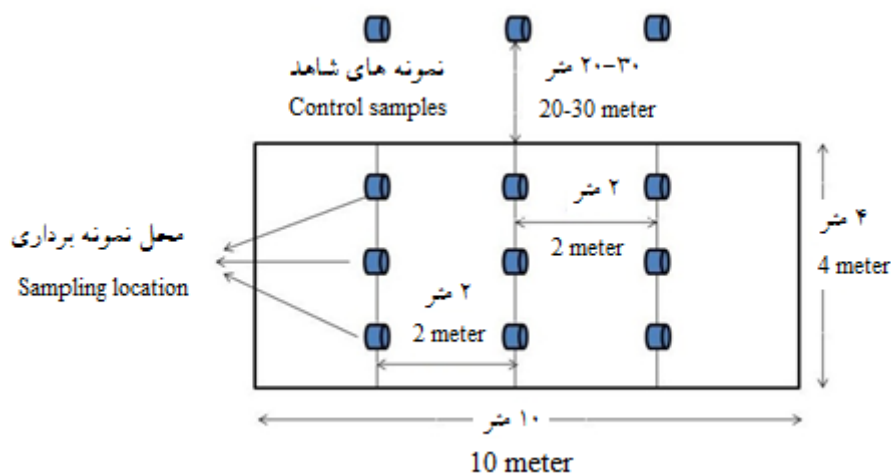 نمونه های شاهد
Control samples
۲۰-۳۰ متر
20-30 meter
۲ متر
2 meter
محل نمونه برداری
Sampling location
۴ متر
4 meter
۲ متر
2 meter
۱۰ متر
10 meter